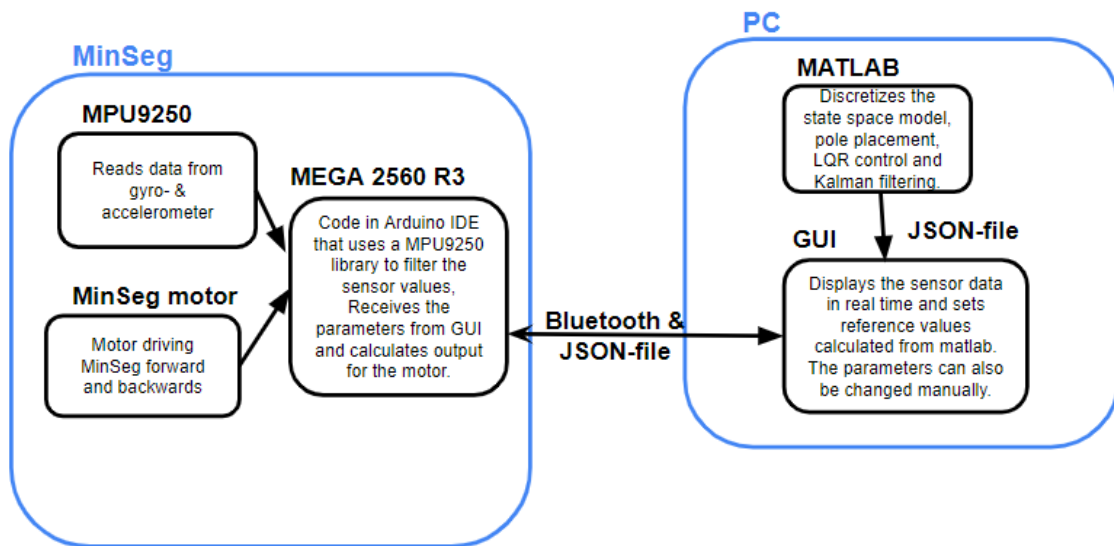 MinSeg
MPU9250
Reads data from
gyro- &
accelerometer
MinSeg motor
Motor driving
MinSeg forward
and backwards
MEGA 2560 R3
Code in Arduino IDE
that uses a MPU9250
library to filter the
sensor values,
Receives the
parameters from GUI
and calculates output
for the motor.
Bluetooth &
JSON-file
PC
MATLAB
Discretizes the
state space model,
pole placement,
LQR control and
Kalman filtering.
JSON-file
GUI
Displays the sensor data
in real time and sets
reference values
calculated from matlab.
The parameters can also
be changed manually.